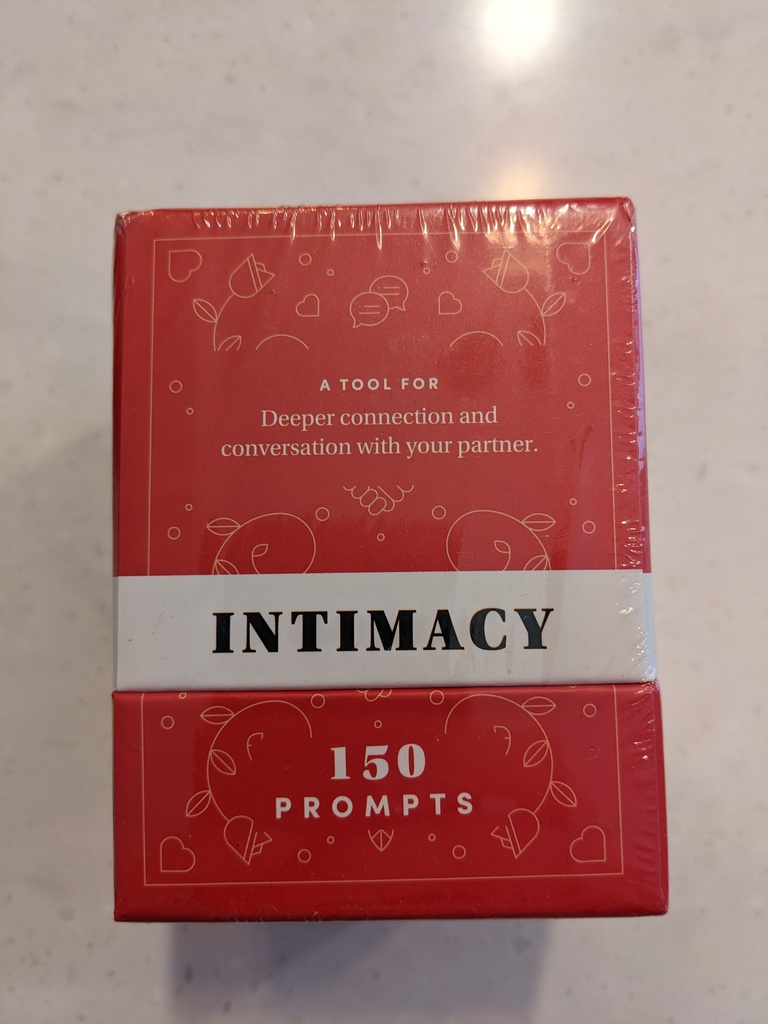 A TOOL FOR
Deeper connection and
conversation with your partner.
INTIMACY
150
PROMPTS